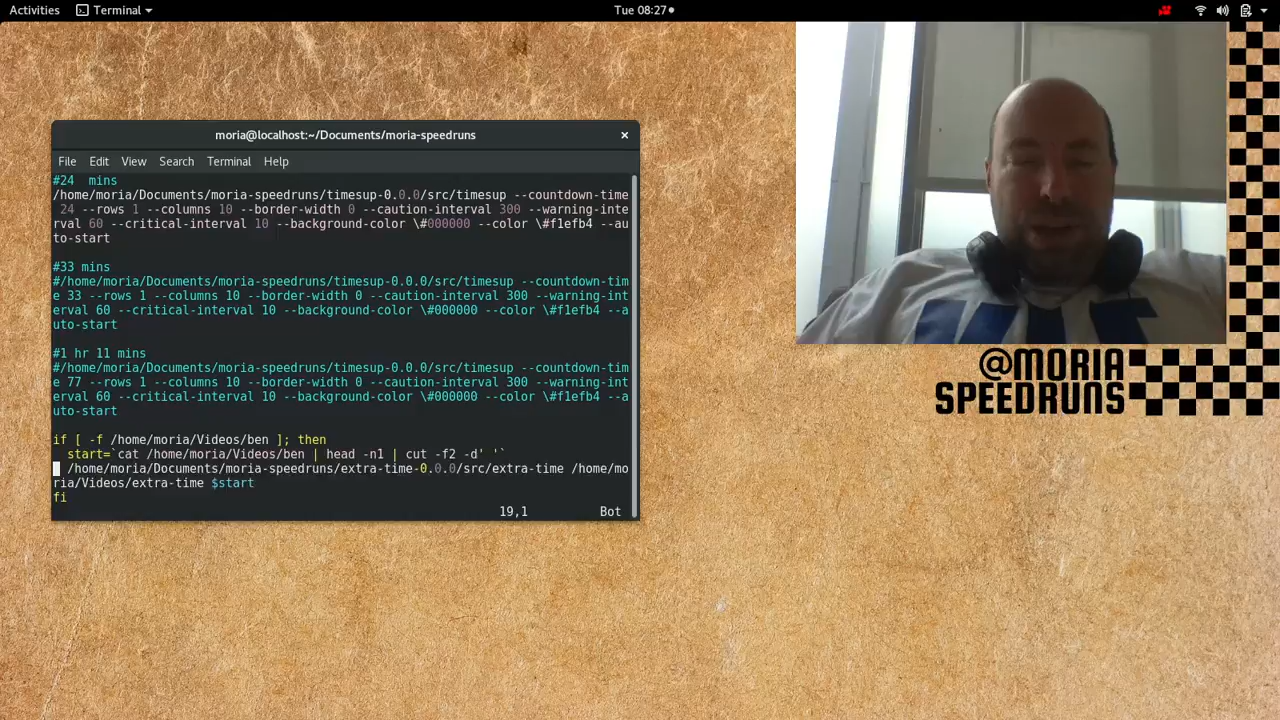 Activities
Terminal
Tue 08:27
moria@localhost:~/Documents/moria-speedruns
File Edit View Search Terminal Help
#24  mins
/home/moria/Documents/moria-speedruns/timesup-0.0.0/src/timesup --countdown-time
 24 --rows 1 --columns 10 --border-width 0 --caution-interval 300 --warning-inte
rval 60 --critical-interval 10 --background-color \#000000 --color \#f1efb4 --au
to-start
#33 mins
#/home/moria/Documents/moria-speedruns/timesup-0.0.0/src/timesup --countdown-tim
e 33 --rows 1 --columns 10 --border-width 0 --caution-interval 300 --warning-int
erval 60 --critical-interval 10 --background-color \#000000 --color \#f1efb4 --a
uto-start
#1 hr 11 mins
#/home/moria/Documents/moria-speedruns/timesup-0.0.0/src/timesup --countdown-tim
e 77 --rows 1 --columns 10 --border-width 0 --caution-interval 300 --warning-int
erval 60 --critical-interval 10 --background-color \#000000 --color \#f1efb4 --a
uto-start
if [ -f /home/moria/Videos/ben ]; then
  start=`cat /home/moria/Videos/ben | head -n1 | cut -f2 -d' '`
  /home/moria/Documents/moria-speedruns/extra-time-0.0.0/src/extra-time /home/mo
ria/Videos/extra-time $start
fi
19,1 Bot
@MORIA
SPEEDRUNS